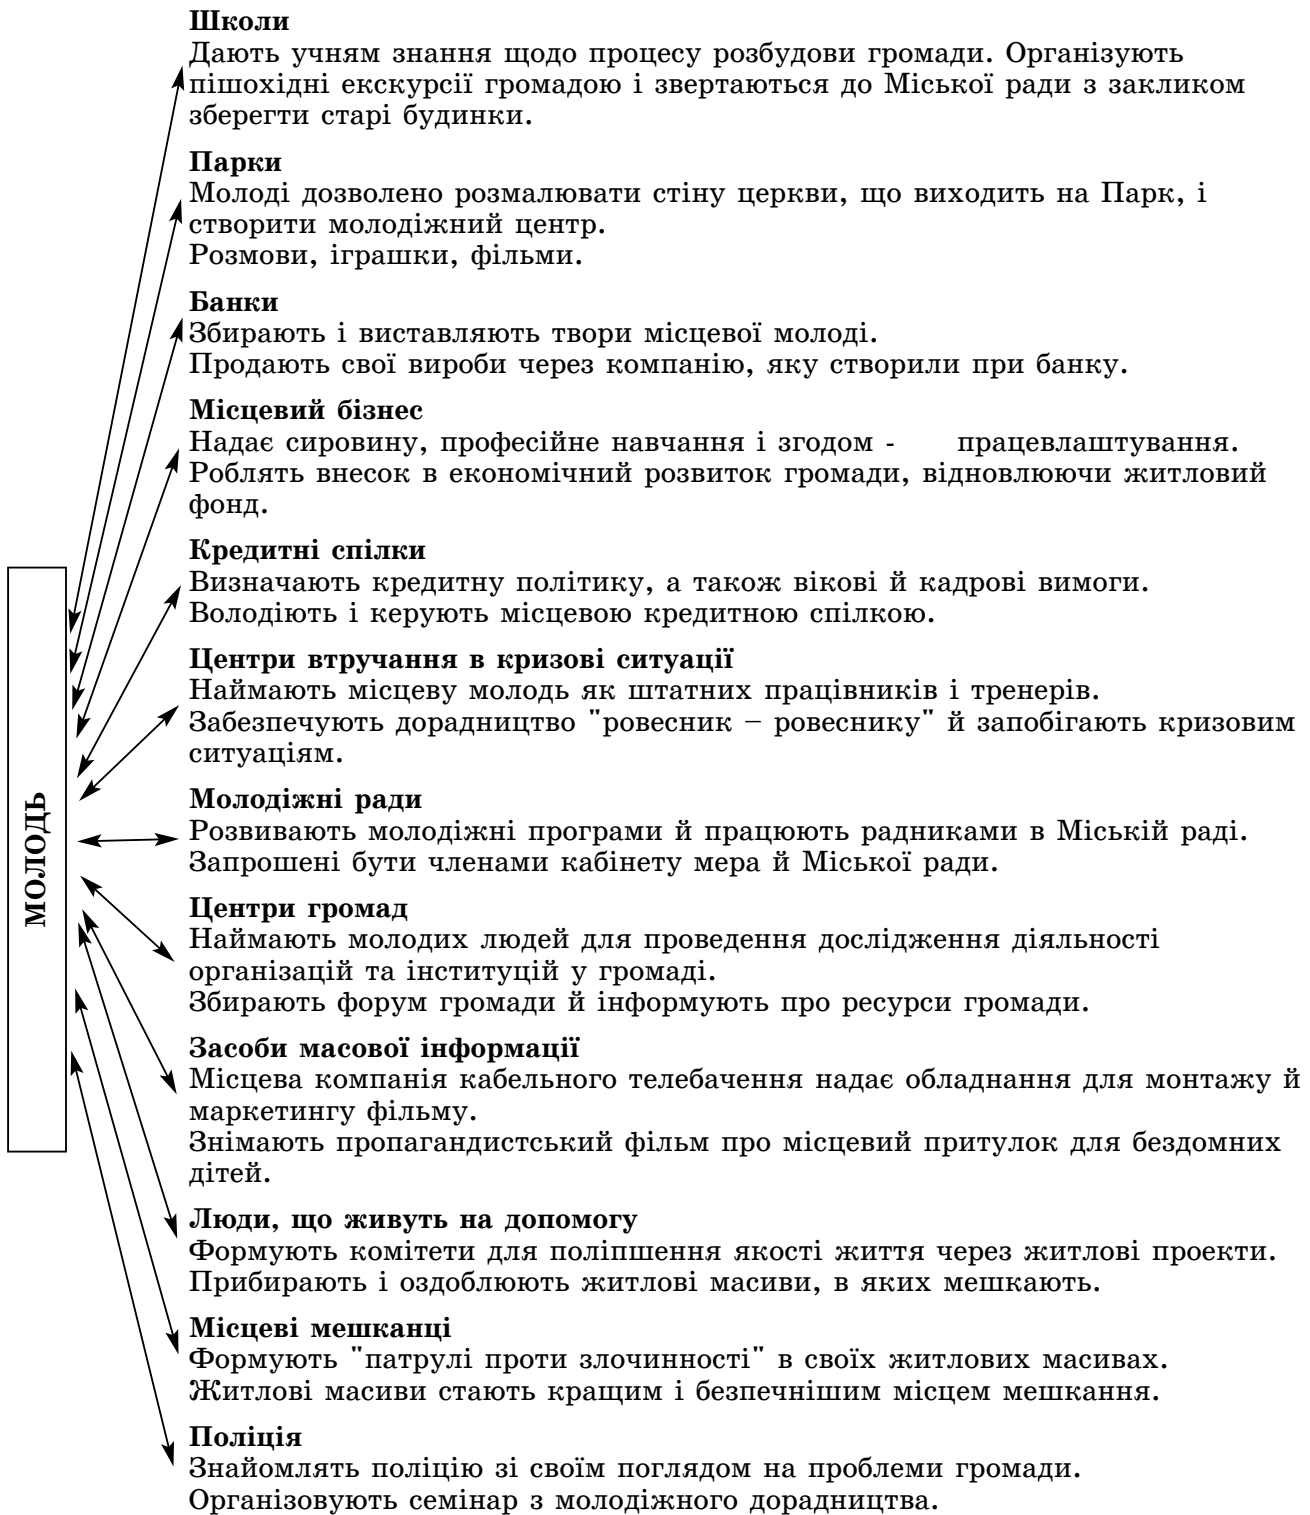 Школи
Дають учням знання щодо процесу розбудови громади. Організують
пішохідні екскурсії громадою і звертаються до Міської ради з закликом
зберегти старі будинки.
Парки
Молоді дозволено розмалювати стіну церкви, що виходить на Парк, і
створити молодіжний центр.
Розмови, іграшки, фільми.
Банки
Збирають і виставляють твори місцевої молоді.
Продають свої вироби через компанію, яку створили при банку.
Місцевий бізнес
Надає сировину, професійне навчання і згодом - працевлаштування.
Роблять внесок в економічний розвиток громади, відновлюючи житловий
фонд.
Кредитні спілки
Визначають кредитну політику, а також вікові й кадрові вимоги.
Володіють і керують місцевою кредитною спілкою.
Центри втручання в кризові ситуації
Наймають місцеву молодь як штатних працівників і тренерів.
Забезпечують дорадництво "ровесник – ровеснику" й запобігають кризовим
ситуаціям.
МОЛОДЬ
Молодіжні ради
Розвивають молодіжні програми й працюють радниками в Міській раді.
Запрошені бути членами кабінету мера й Міської ради.
Центри громад
Наймають молодих людей для проведення дослідження діяльності
організацій та інституцій у громаді.
Збирають форум громади й інформують про ресурси громади.
Засоби масової інформації
Місцева компанія кабельного телебачення надає обладнання для монтажу й
маркетингу фільму.
Знімають пропагандистський фільм про місцевий притулок для бездомних
дітей.
Люди, що живуть на допомогу
Формують комітети для поліпшення якості життя через житлові проекти.
Прибирають і оздоблюють житлові масиви, в яких мешкають.
Місцеві мешканці
Формують "патрулі проти злочинності" в своїх житлових масивах.
Житлові масиви стають кращим і безпечнішим місцем мешкання.
Поліція
Знайомлять поліцію зі своїм поглядом на проблеми громади.
Організовують семінар з молодіжного дорадництва.